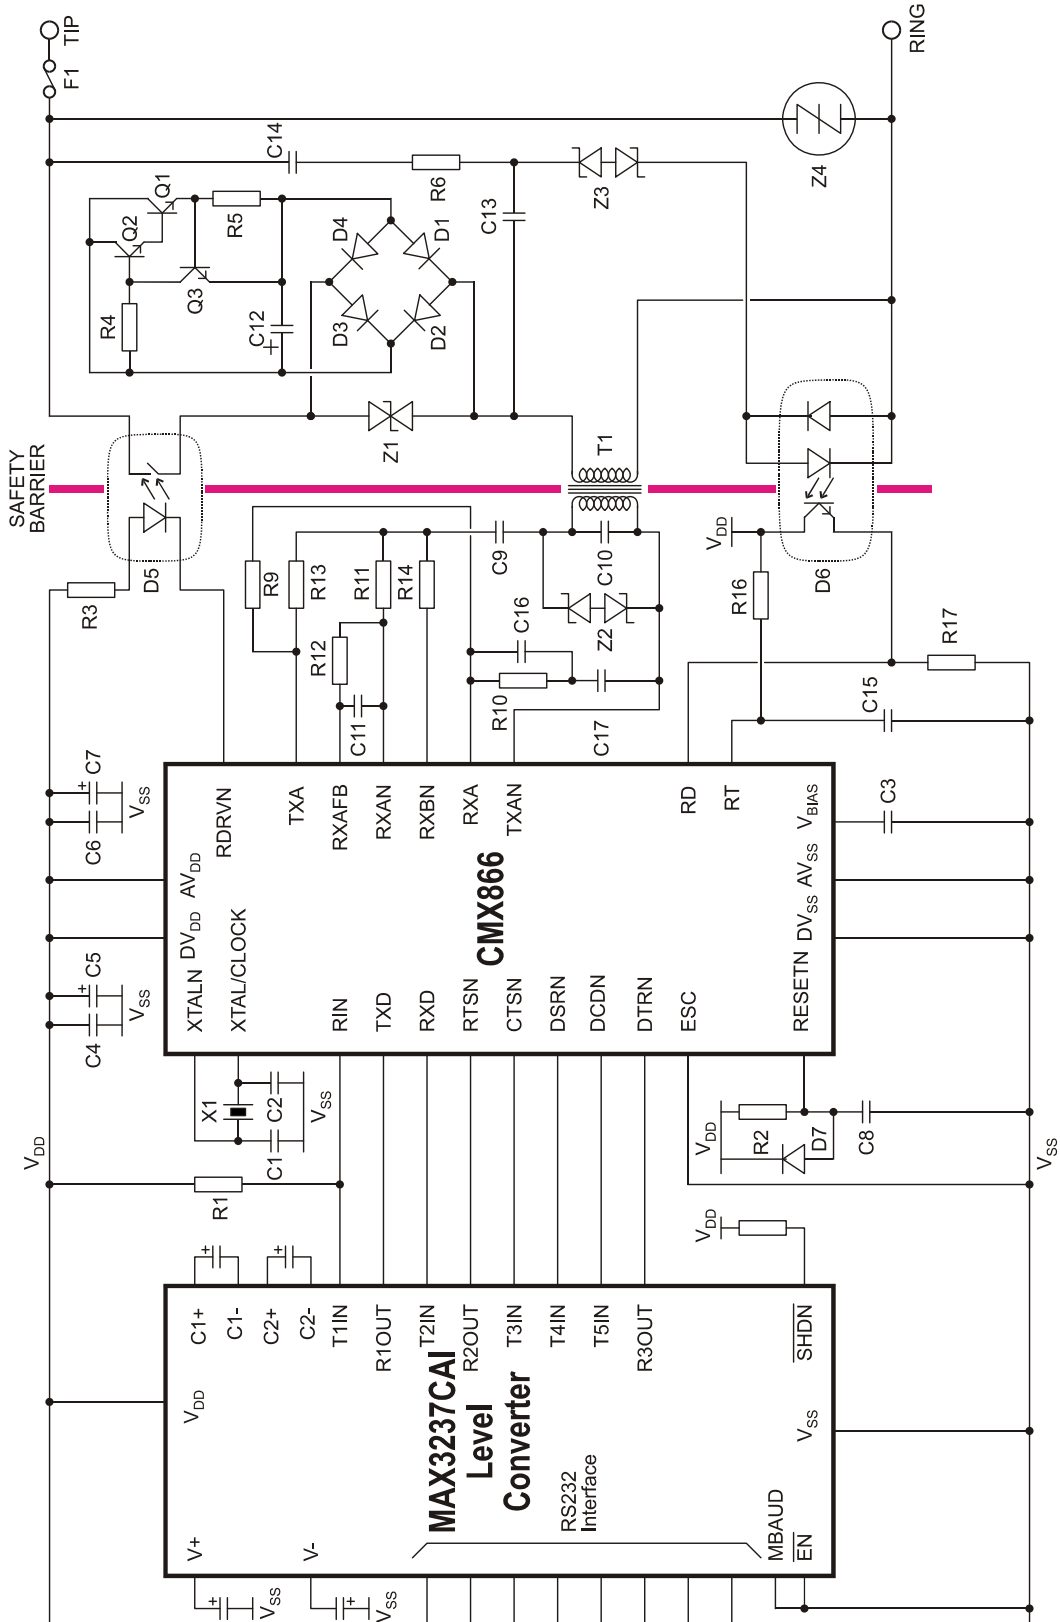 SAFETY
BARRIER
F1
TIP
RING
C14
Q1
Q2
R5
Q3
R4
C12
+
D4
D1
D3
D2
R6
C13
Z3
Z4
Z1
T1
D5
R3
R9
R13
R11
R14
R12
C11
C9
C10
C16
Z2
R10
C17
VDD
R16
D6
R17
C15
C3
+
C7
C6
VSS
+
C5
C4
VSS
VDD
CMX866
AVDD
DVDD
RDRVN
TXA
RXAFB
RXAN
RXBN
RXA
TXAN
RD
RT
VBIAS
AVSS
DVSS
RESETN
XTALN
XTAL/CLOCK
RIN
TXD
RXD
RTSN
CTSN
DSRN
DCDN
DTRN
ESC
X1
C2
C1
VSS
R1
VDD
R2
D7
C8
VSS
VDD
+
+
C1+
C1-
C2+
C2-
T1IN
R1OUT
T2IN
R2OUT
T3IN
T4IN
T5IN
R3OUT
SHDN
VDD
VSS
MAX3237CAI
Level
Converter
RS232
Interface
V+
V-
MBAUD
EN
+
VSS
+
VSS